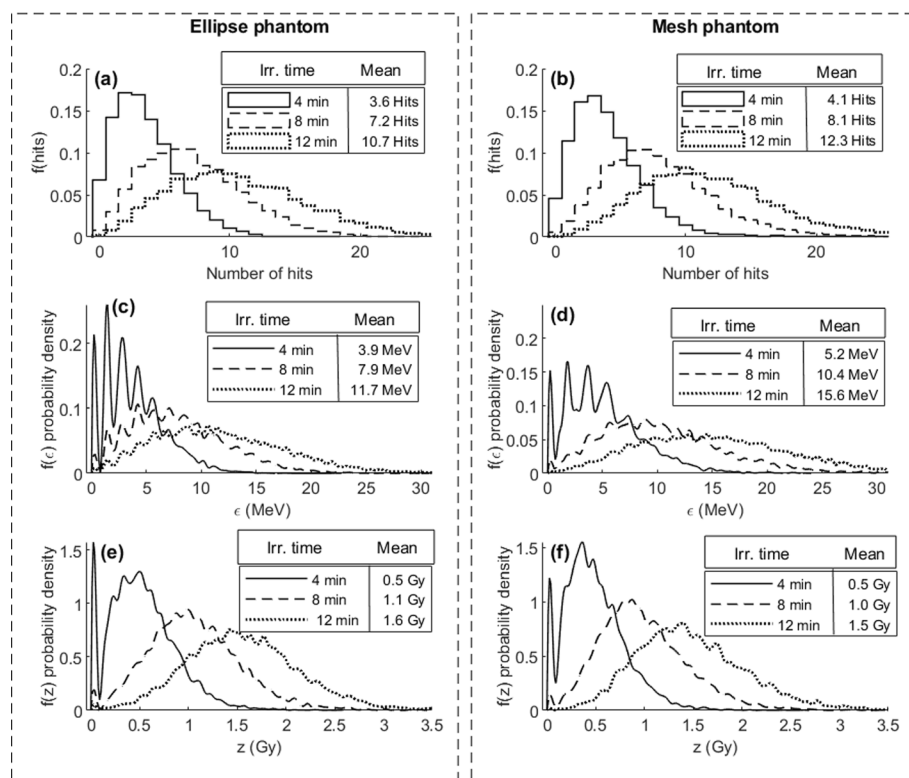 Ellipse phantom
(a)
Irr. time Mean
4 min 3.6 Hits
8 min 7.2 Hits
12 min 10.7 Hits
0.2
0.15
0.1
0.05
0
f(hits)
0 10 20
Number of hits
(c)
Irr. time Mean
4 min 3.9 MeV
8 min 7.9 MeV
12 min 11.7 MeV
0.2
0.1
0
f(ϵ) probability density
0 5 10 15 20 25 30
ϵ (MeV)
(e)
Irr. time Mean
4 min 0.5 Gy
8 min 1.1 Gy
12 min 1.6 Gy
1.5
1
0.5
0
f(z) probability density
0 0.5 1 1.5 2 2.5 3 3.5
z (Gy)
Mesh phantom
(b)
Irr. time Mean
4 min 4.1 Hits
8 min 8.1 Hits
12 min 12.3 Hits
0.2
0.15
0.1
0.05
0
f(hits)
0 10 20
Number of hits
(d)
Irr. time Mean
4 min 5.2 MeV
8 min 10.4 MeV
12 min 15.6 MeV
0.2
0.15
0.1
0.05
0
f(ϵ) probability density
0 5 10 15 20 25 30
ϵ (MeV)
(f)
Irr. time Mean
4 min 0.5 Gy
8 min 1.0 Gy
12 min 1.5 Gy
1.5
1
0.5
0
f(z) probability density
0 0.5 1 1.5 2 2.5 3 3.5
z (Gy)